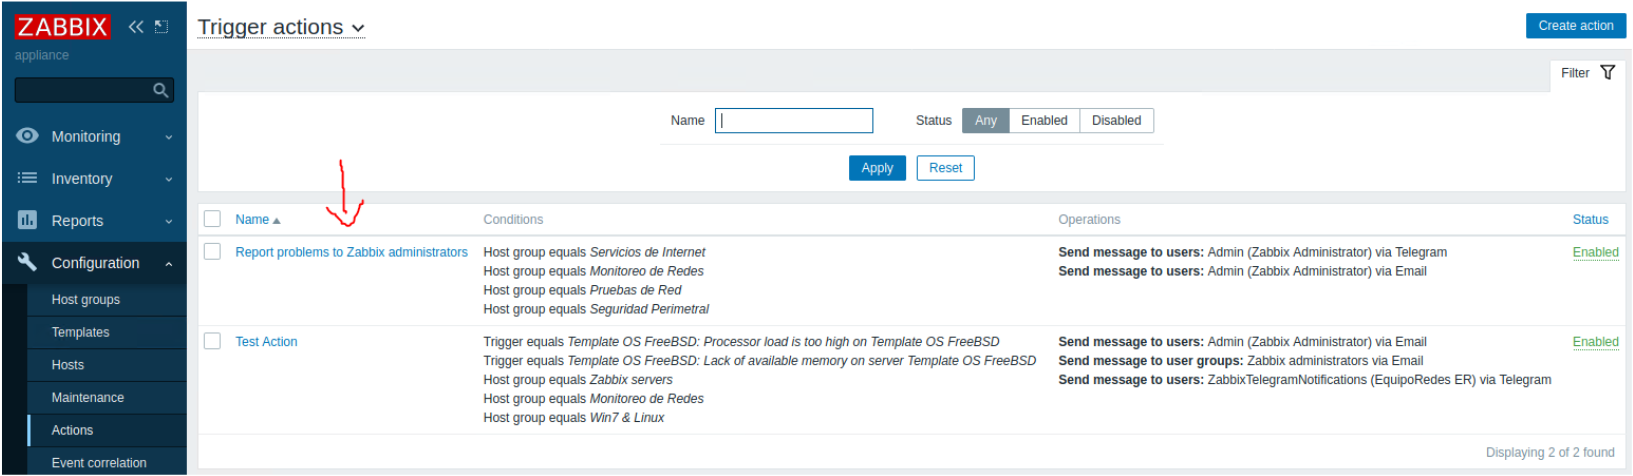 ZABBIX
appliance
Monitoring
Inventory
Reports
Configuration
Host groups
Templates
Hosts
Maintenance
Actions
Event correlation
Trigger actions
Create action
Filter
Name
Status Any Enabled Disabled
Apply Reset
Name Conditions Operations Status
Report problems to Zabbix administrators Host group equals Servicios de Internet Send message to users: Admin (Zabbix Administrator) via Telegram Enabled
Host group equals Monitoreo de Redes Send message to users: Admin (Zabbix Administrator) via Email
Host group equals Pruebas de Red
Host group equals Seguridad Perimetral
Test Action Trigger equals Template OS FreeBSD: Processor load is too high on Template OS FreeBSD Send message to users: Admin (Zabbix Administrator) via Email Enabled
Trigger equals Template OS FreeBSD: Lack of available memory on server Template OS FreeBSD Send message to user groups: Zabbix administrators via Email
Host group equals Zabbix servers Send message to users: ZabbixTelegramNotifications (EquipoRedes ER) via Telegram
Host group equals Monitoreo de Redes
Host group equals Win7 & Linux
Displaying 2 of 2 found